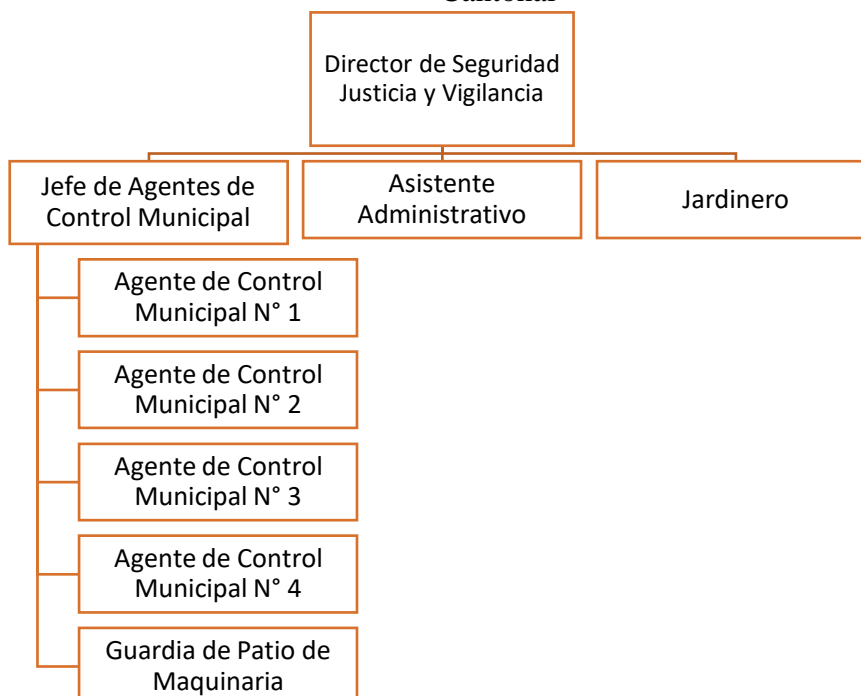 Cantonal
Director de Seguridad
Justicia y Vigilancia
Jefe de Agentes de
Control Municipal
Asistente
Administrativo
Jardinero
Agente de Control
Municipal N° 1
Agente de Control
Municipal N° 2
Agente de Control
Municipal N° 3
Agente de Control
Municipal N° 4
Guardia de Patio de
Maquinaria